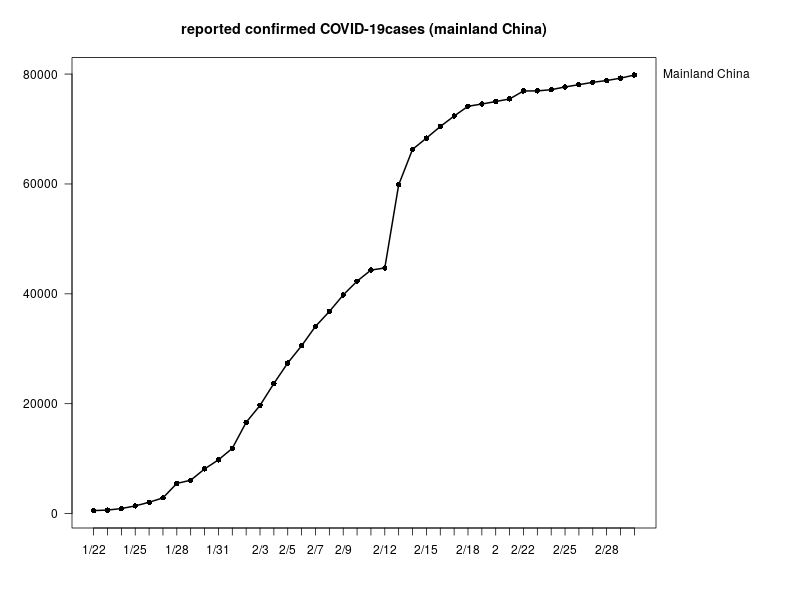 reported confirmed COVID-19cases (mainland China)
80000
Mainland China
60000
40000
20000
0
1/22 1/25 1/28 1/31 2/3 2/5 2/7 2/9 2/12 2/15 2/18 2 2/22 2/25 2/28